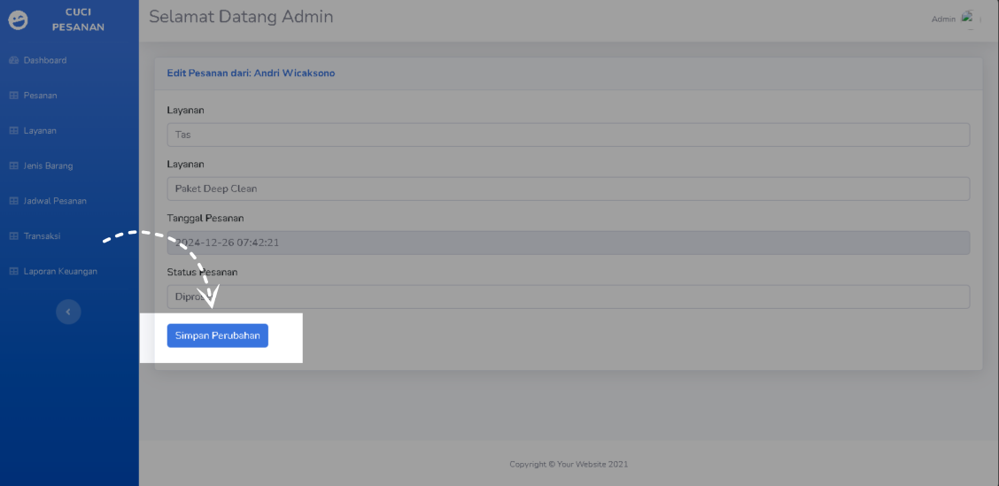 CUCI
PESANAN
Dashboard
Pesanan
Layanan
Jenis Barang
Jadwal Pesanan
Transaksi
Laporan Keuangan
Selamat Datang Admin
Admin
Edit Pesanan dari: Andri Wicaksono
Layanan
Tas
Layanan
Paket Deep Clean
Tanggal Pesanan
2024-12-26 07:42:21
Status Pesanan
Diproses
Simpan Perubahan
Copyright © Your Website 2021